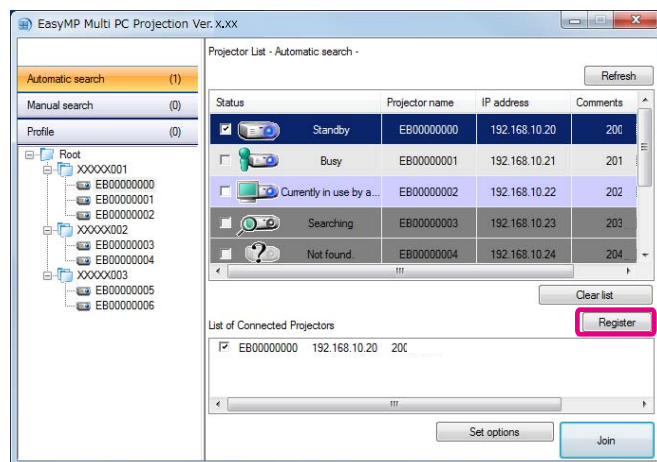 EasyMP Multi PC Projection Ver. x.xx
Projector List - Automatic search -
Automatic search (1)
Manual search (0)
Profile (0)
Root
XXXXX001
EB00000000
EB00000001
EB00000002
XXXXX002
EB00000003
EB00000004
XXXXX003
EB00000005
EB00000006
Refresh
Status Projector name IP address Comments
Standby EB00000000 192.168.10.20 200
Busy EB00000001 192.168.10.21 201
Currently in use by a... EB00000002 192.168.10.22 202
Searching EB00000003 192.168.10.23 203
Not found. EB00000004 192.168.10.24 204
Clear list
List of Connected Projectors
Register
EB00000000 192.168.10.20 200
Set options
Join